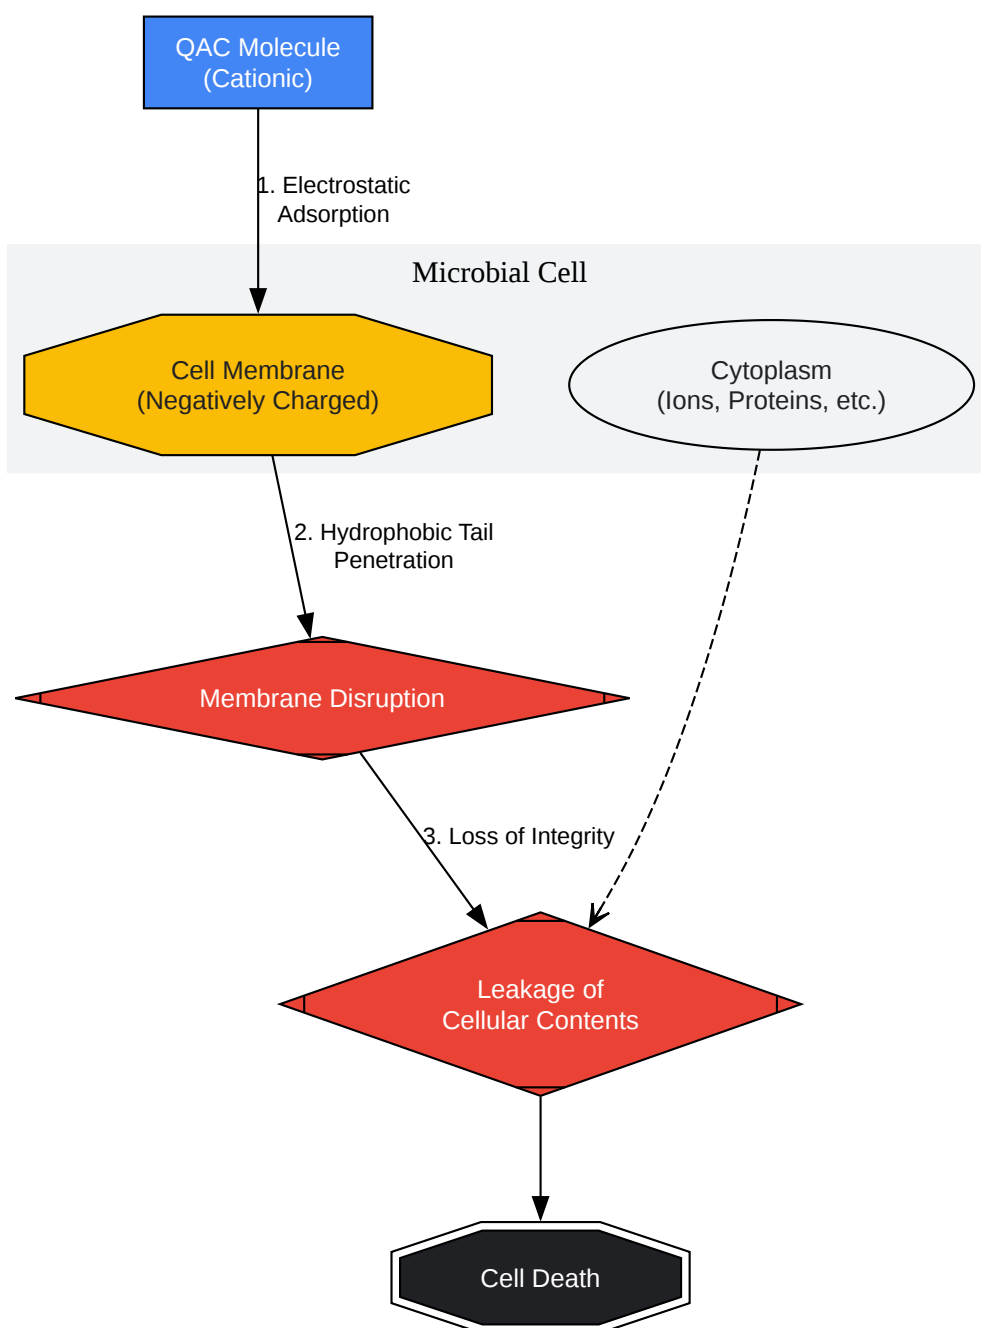 QAC Molecule
(Cationic)
1. Electrostatic
Adsorption
Microbial Cell
Cell Membrane
(Negatively Charged)
Cytoplasm
(Ions, Proteins, etc.)
2. Hydrophobic Tail
Penetration
Membrane Disruption
3. Loss of Integrity
Leakage of
Cellular Contents
Cell Death